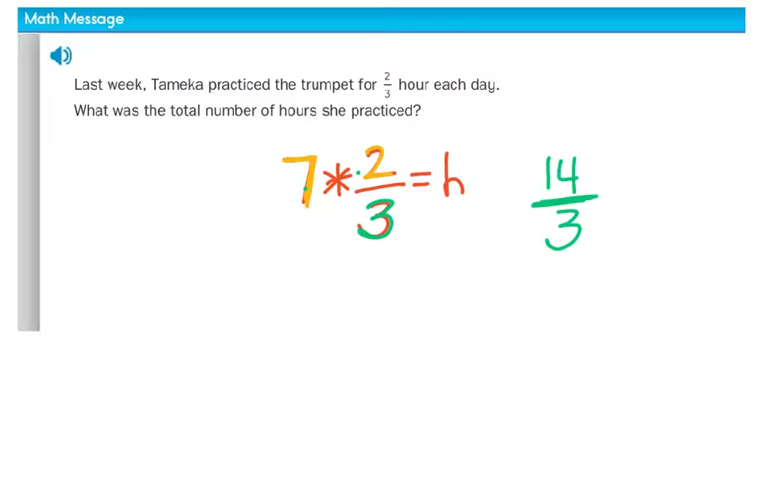 Math Message
Last week, Tameka practiced the trumpet for 2/3 hour each day.
What was the total number of hours she practiced?
7 * 2/3 = h
14/3